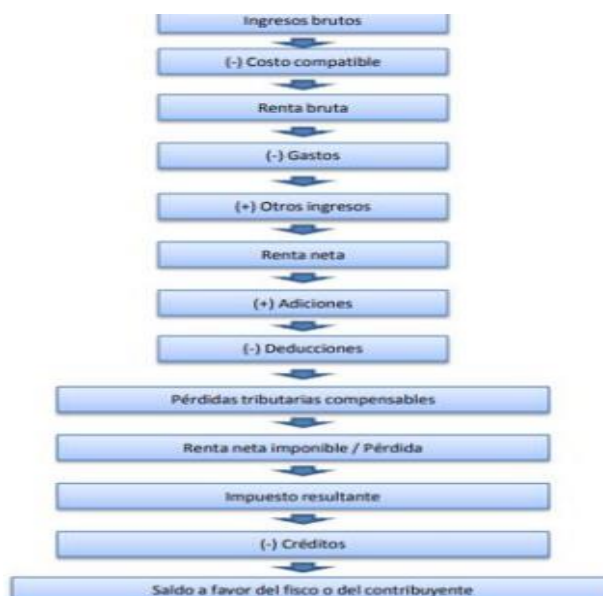 Ingresos brutos
(-) Costo compatible
Renta bruta
(-) Gastos
(+) Otros ingresos
Renta neta
(+) Adiciones
(-) Deducciones
Pérdidas tributarias compensables
Renta neta imponible / Pérdida
Impuesto resultante
(-) Créditos
Saldo a favor del fisco o del contribuyente